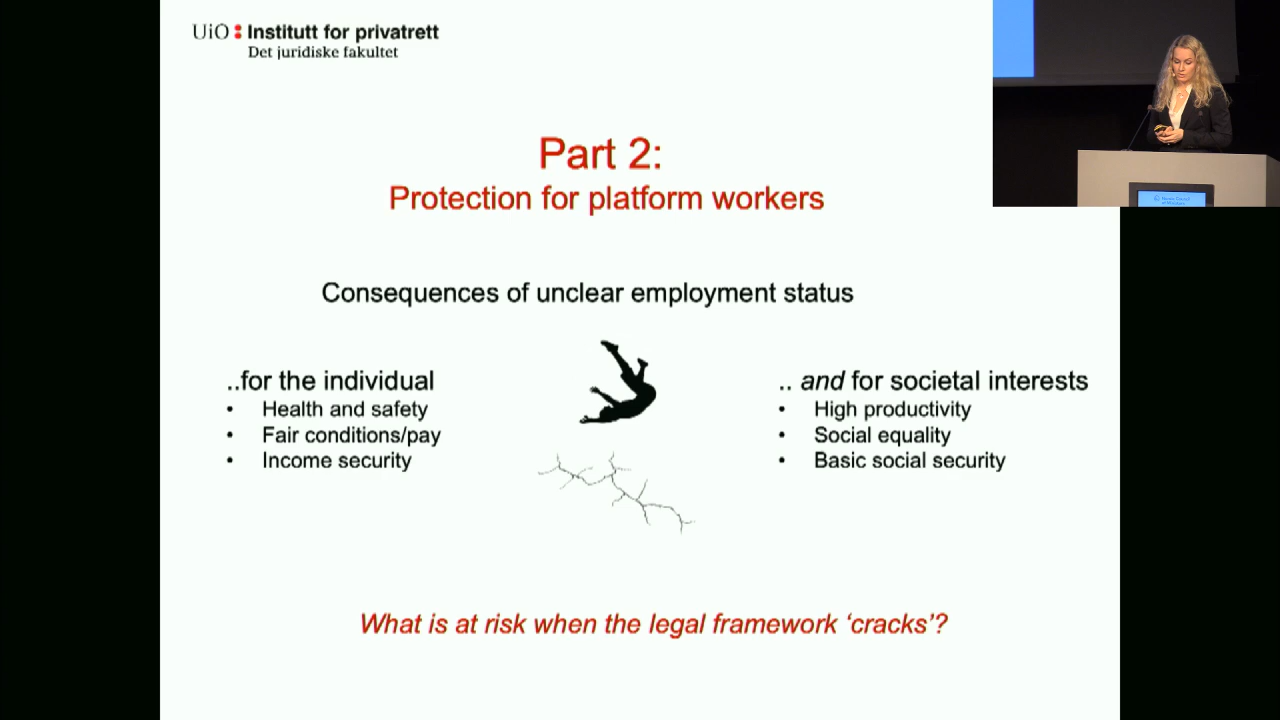 UiO : Institutt for privatrett
Det juridiske fakultet
Part 2:
Protection for platform workers
Consequences of unclear employment status
..for the individual
• Health and safety
• Fair conditions/pay
• Income security
.. and for societal interests
• High productivity
• Social equality
• Basic social security
What is at risk when the legal framework ‘cracks’?